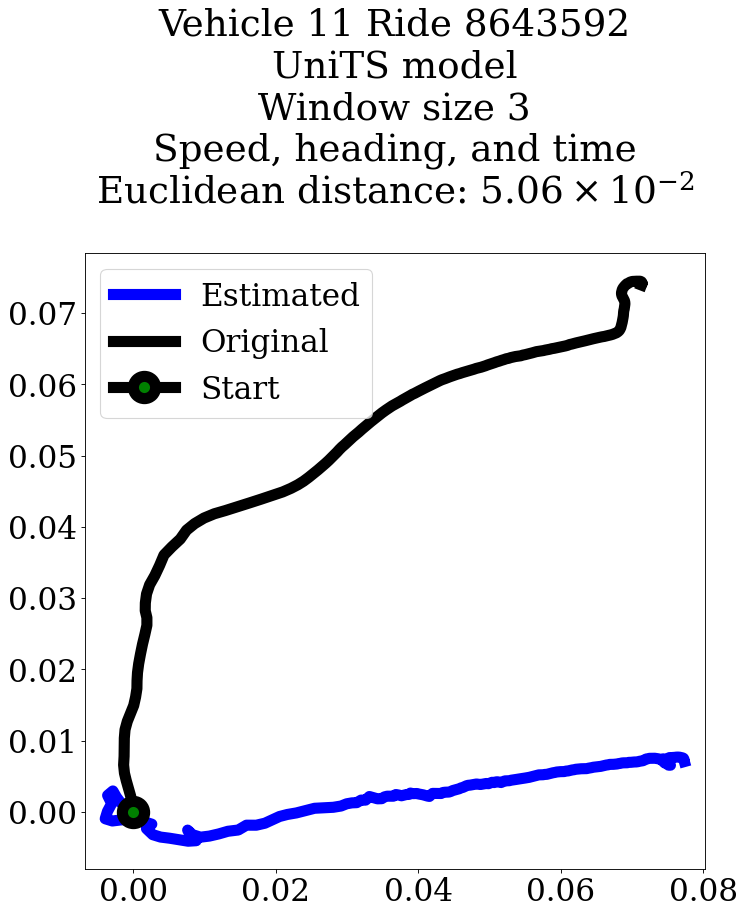 Vehicle 11 Ride 8643592
UniTS model
Window size 3
Speed, heading, and time
Euclidean distance: 5.06 × 10⁻²
Estimated
Original
Start
0.07
0.06
0.05
0.04
0.03
0.02
0.01
0.00
0.00 0.02 0.04 0.06 0.08